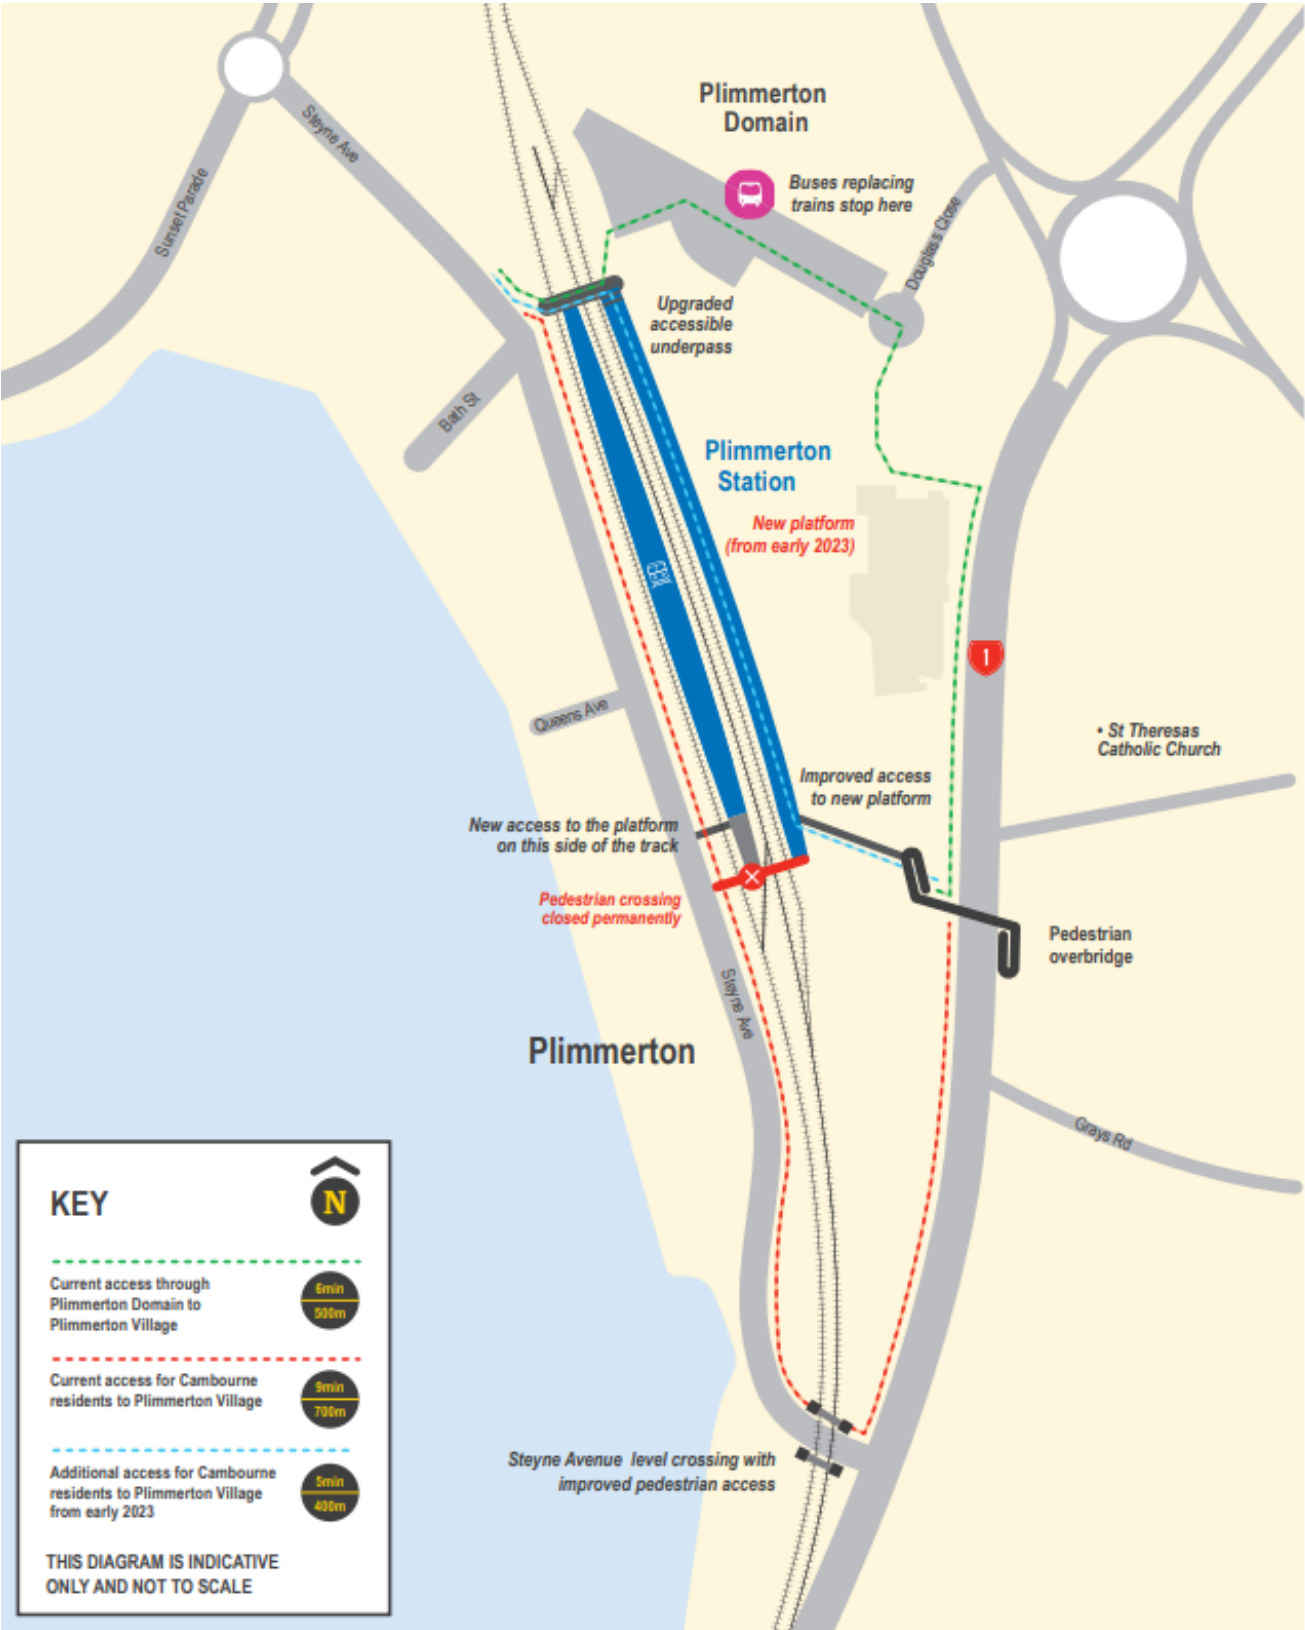 Plimmerton
Domain
Steyne Ave
Sunset Parade
Buses replacing
trains stop here
Douglass Close
Upgraded
accessible
underpass
Bath St
Plimmerton
Station
New platform
(from early 2023)
1
Queens Ave
• St Theresas
Catholic Church
Improved access
to new platform
New access to the platform
on this side of the track
Pedestrian crossing
closed permanently
Pedestrian
overbridge
Steyne Ave
Plimmerton
Grays Rd
KEY
N
Current access through
Plimmerton Domain to
Plimmerton Village
6min
500m
Current access for Cambourne
residents to Plimmerton Village
9min
700m
Additional access for Cambourne
residents to Plimmerton Village
from early 2023
5min
400m
THIS DIAGRAM IS INDICATIVE
ONLY AND NOT TO SCALE
Steyne Avenue level crossing with
improved pedestrian access